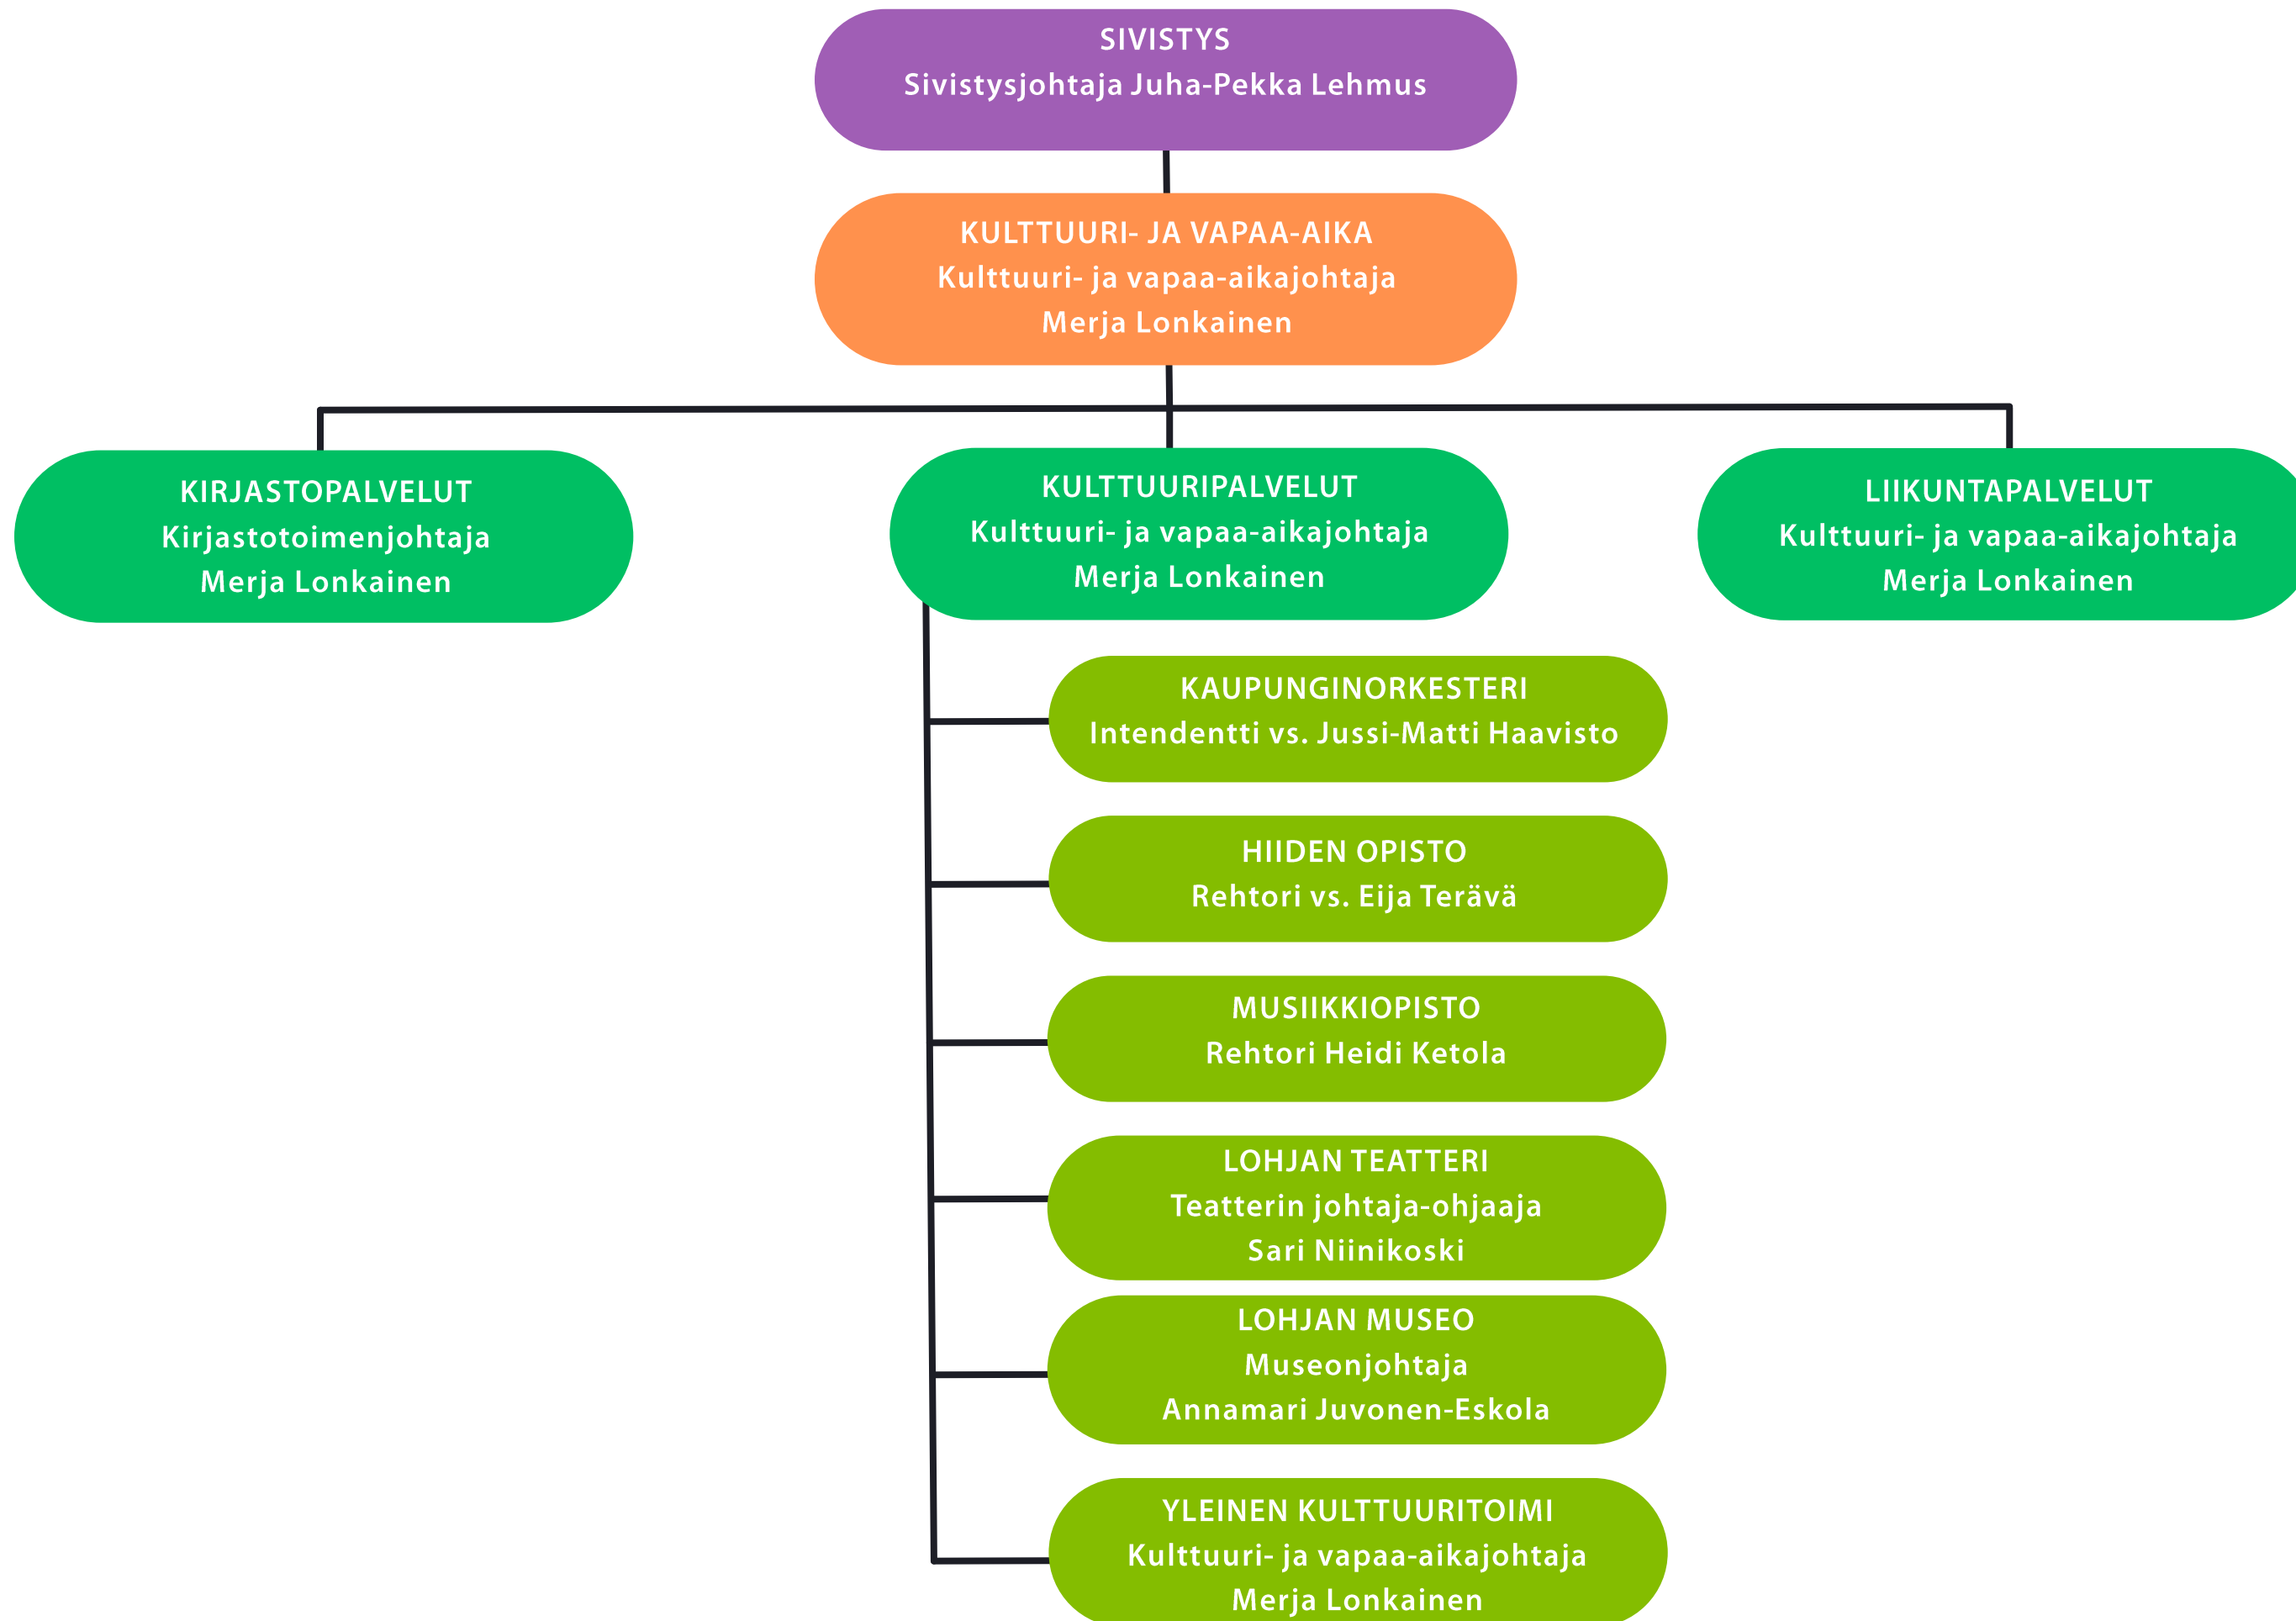 SIVISTYS
Sivistysjohtaja Juha-Pekka Lehmus
KULTTUURI- JA VAPAA-AIKA
Kulttuuri- ja vapaa-aikajohtaja
Merja Lonkainen
KIRJASTOPALVELUT
Kirjastotoimenjohtaja
Merja Lonkainen
KULTTUURIPALVELUT
Kulttuuri- ja vapaa-aikajohtaja
Merja Lonkainen
LIIKUNTAPALVELUT
Kulttuuri- ja vapaa-aikajohtaja
Merja Lonkainen
KAUPUNGINORKESTERI
Intendentti vs. Jussi-Matti Haavisto
HIIDEN OPISTO
Rehtori vs. Eija Terävä
MUSIIKKIOPISTO
Rehtori Heidi Ketola
LOHJAN TEATTERI
Teatterin johtaja-ohjaaja
Sari Niinikoski
LOHJAN MUSEO
Museonjohtaja
Annamari Juvonen-Eskola
YLEINEN KULTTUURITOIMI
Kulttuuri- ja vapaa-aikajohtaja
Merja Lonkainen